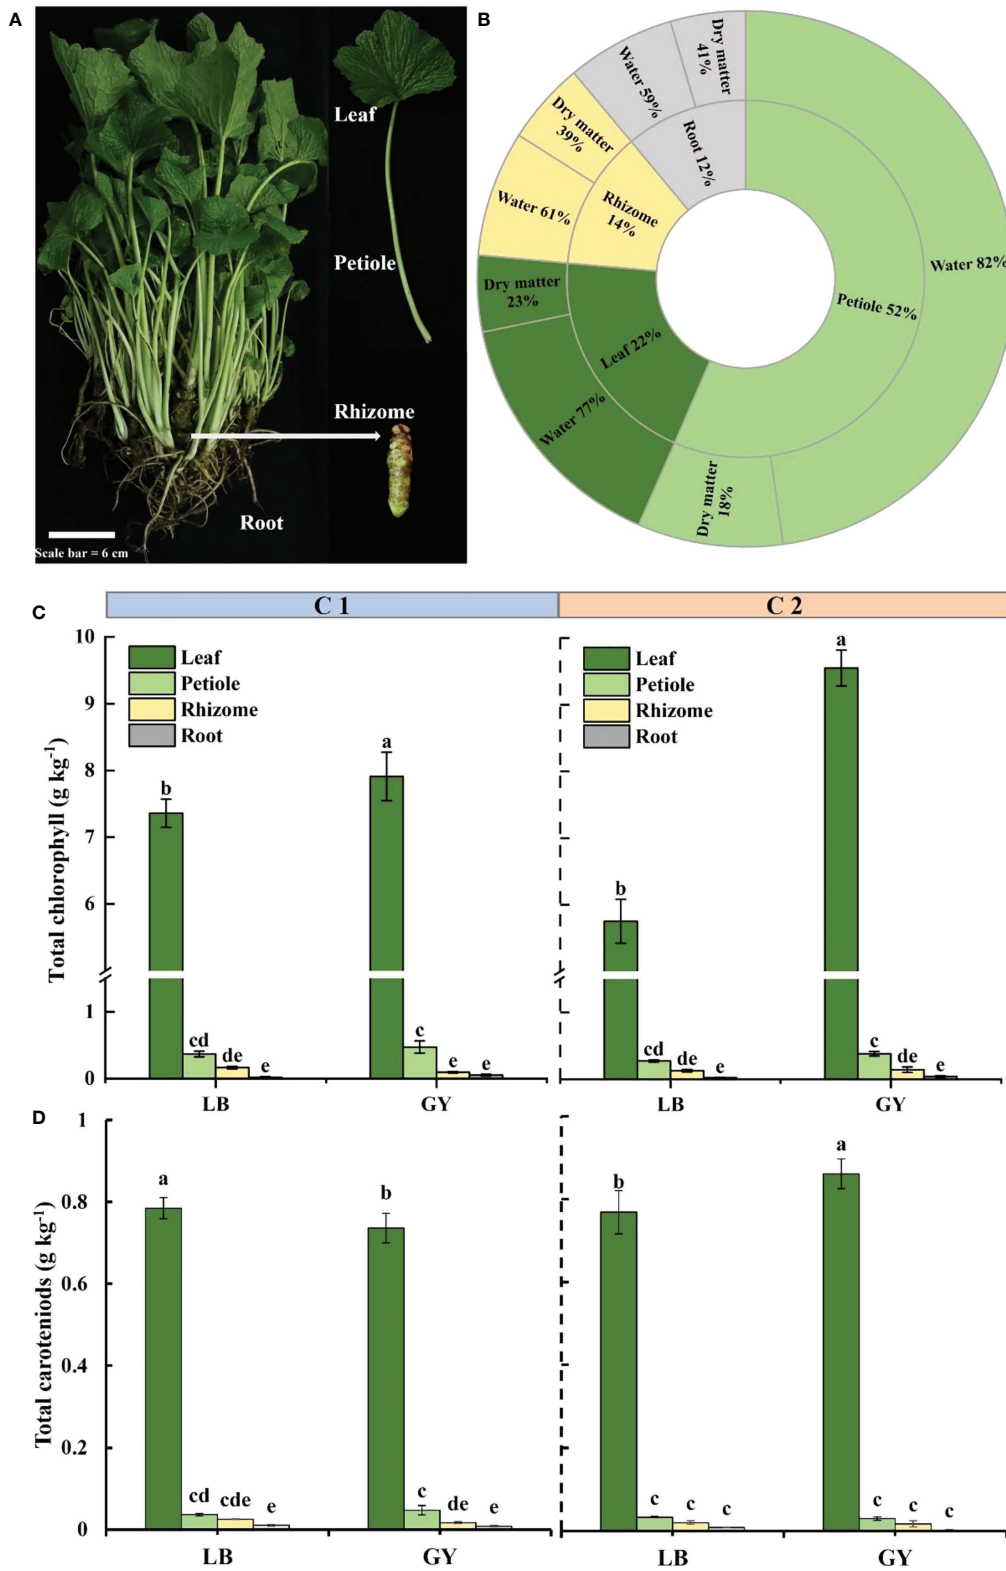 A
Leaf
Petiole
Rhizome
Root
Scale bar = 6 cm
B
Water 59%
Dry matter
41%
Root 12%
Dry matter
39%
Water 61%
Rhizome
14%
Dry matter
23%
Leaf 22%
Water 77%
Petiole 52%
Water 82%
Dry matter
18%
C
C 1
C 2
Total chlorophyll (g kg-1)
10
9
8
7
6
1
0
Leaf
Petiole
Rhizome
Root
b
cd
de
e
a
c
e
e
LB
GY
Leaf
Petiole
Rhizome
Root
b
cd
de
e
a
c
de
e
LB
GY
D
Total caroteniods (g kg-1)
1
0.8
0.6
0.4
0.2
0
a
cd
cde
e
b
c
de
e
LB
GY
b
c
c
c
a
c
c
c
LB
GY